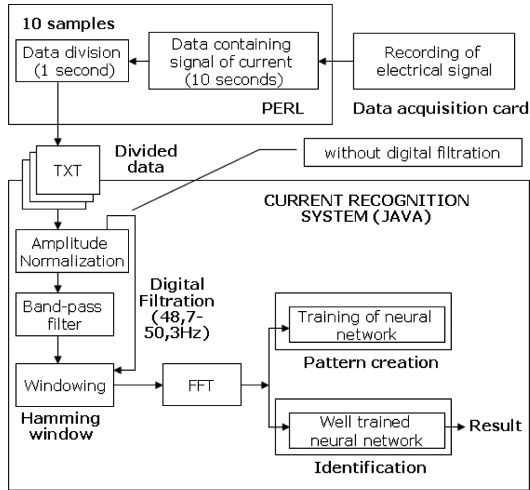 10 samples
Data division
(1 second)
Data containing
signal of current
(10 seconds)
Recording of
electrical signal
PERL
Data acquisition card
TXT
Divided
data
without digital filtration
CURRENT RECOGNITION
SYSTEM (JAVA)
Amplitude
Normalization
Digital
Filtration
(48,7-
50,3Hz)
Band-pass
filter
Training of neural
network
Pattern creation
Windowing
FFT
Hamming
window
Well trained
neural network
Result
Identification